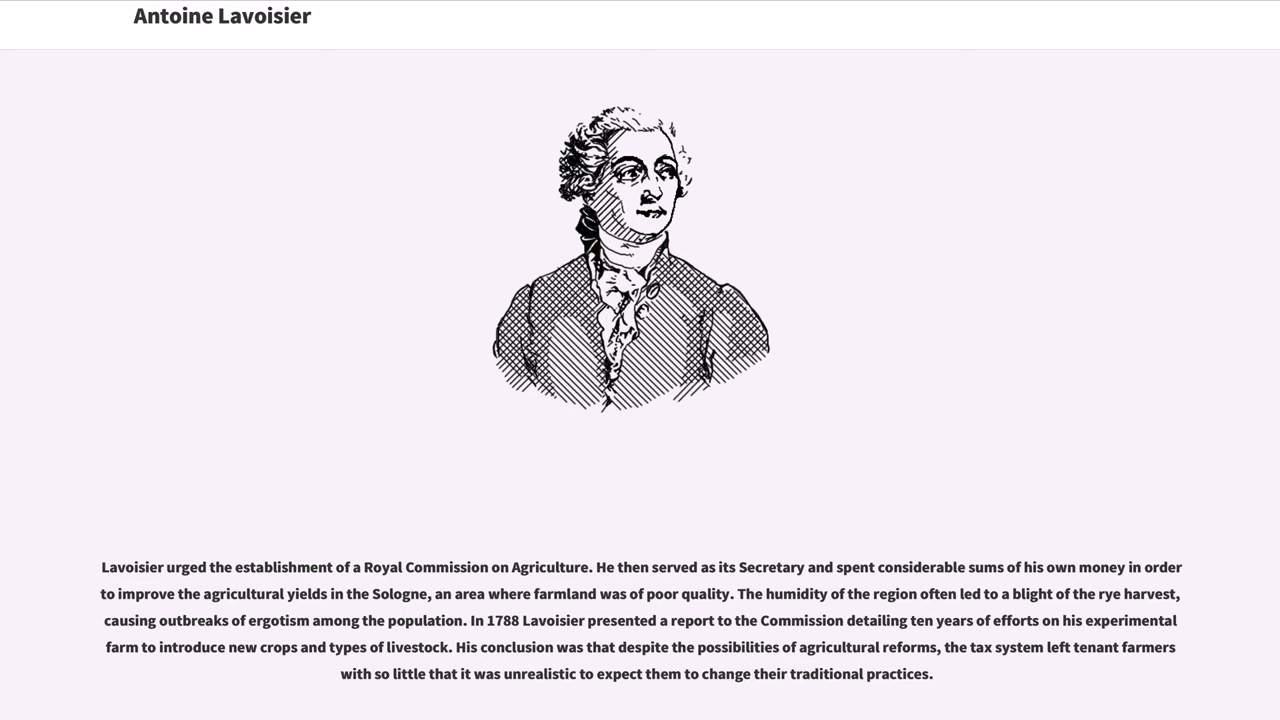 Antoine Lavoisier
Lavoisier urged the establishment of a Royal Commission on Agriculture. He then served as its Secretary and spent considerable sums of his own money in order
to improve the agricultural yields in the Sologne, an area where farmland was of poor quality. The humidity of the region often led to a blight of the rye harvest,
causing outbreaks of ergotism among the population. In 1788 Lavoisier presented a report to the Commission detailing ten years of efforts on his experimental
farm to introduce new crops and types of livestock. His conclusion was that despite the possibilities of agricultural reforms, the tax system left tenant farmers
with so little that it was unrealistic to expect them to change their traditional practices.